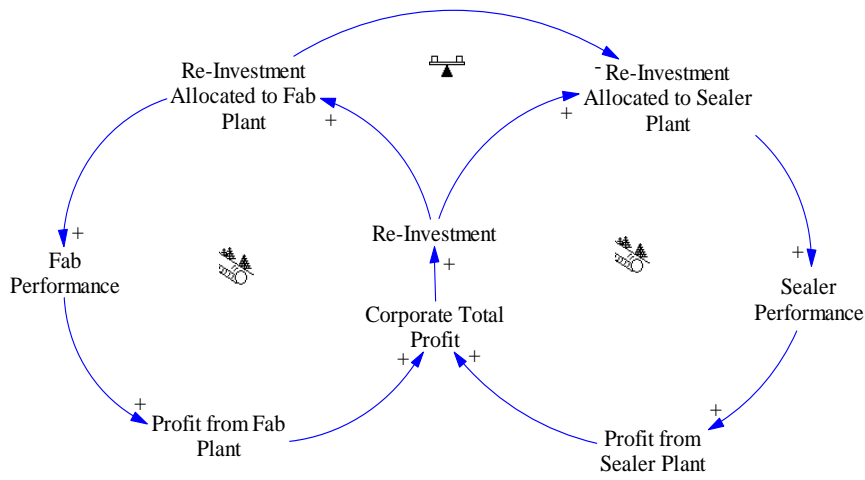 Re-Investment
Allocated to Fab
Plant
+
-
Re-Investment
Allocated to Sealer
Plant
+
+
Fab
Performance
Re-Investment
+
+
Sealer
Performance
Corporate Total
Profit
+
+
+
Profit from Fab
Plant
+
Profit from
Sealer Plant